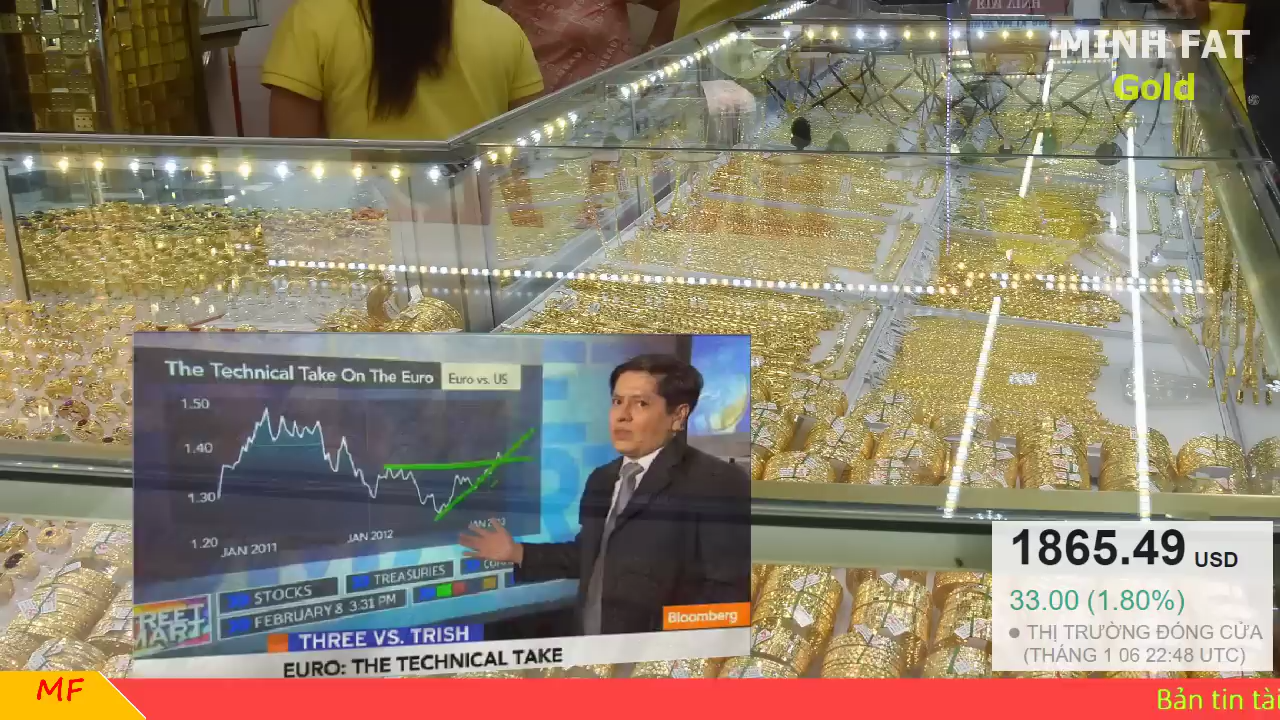 MINH FAT
Gold
The Technical Take On The Euro
Euro vs. US
1.50
1.40
1.30
1.20
JAN 2011
JAN 2012
STOCKS
TREASURIES
FEBRUARY 8 3:31 PM
REET
MART
THREE VS. TRISH
EURO: THE TECHNICAL TAKE
Bloomberg
1865.49 USD
33.00 (1.80%)
THỊ TRƯỜNG ĐÓNG CỬA
(THÁNG 1 06 22:48 UTC)
MF
Bản tin tài